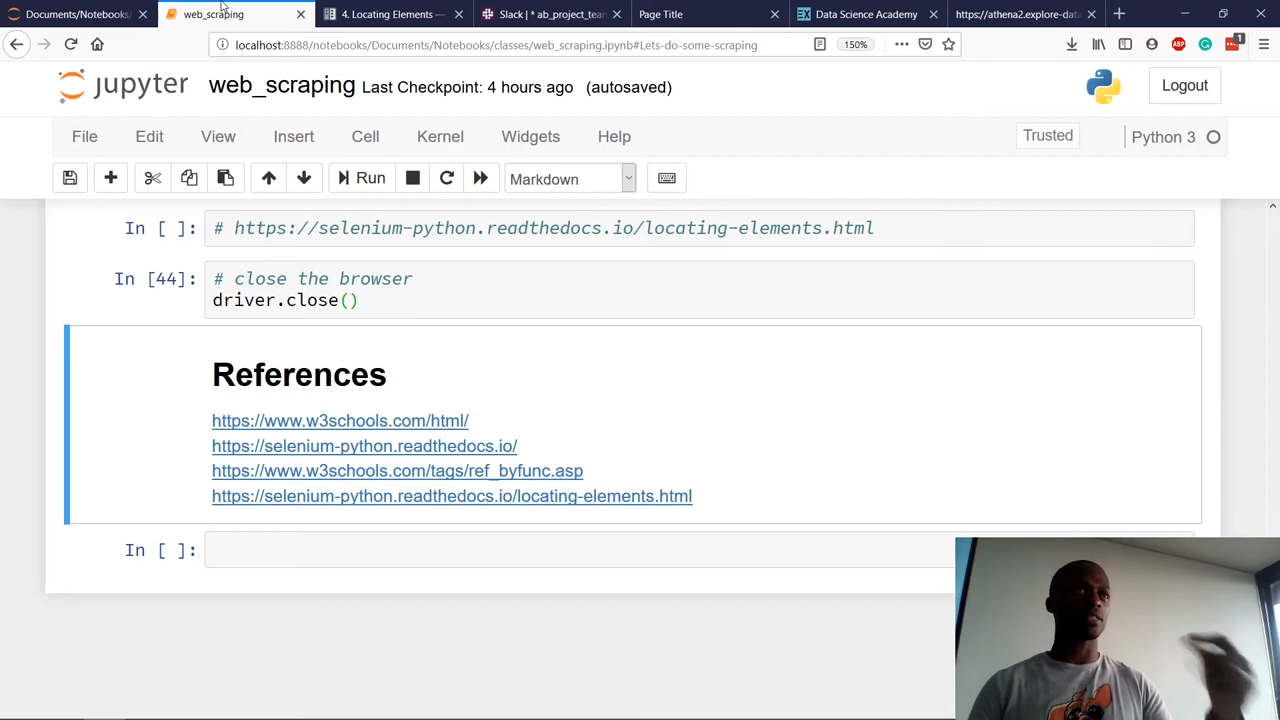 Documents/Notebooks/
web_scraping
4. Locating Elements —
Slack | * ab_project_team
Page Title
Data Science Academy
https://athena2.explore-data
localhost:8888/notebooks/Documents/Notebooks/classes/web_scraping.ipynb#Lets-do-some-scraping
150%
ABP
1
jupyter
web_scraping Last Checkpoint: 4 hours ago (autosaved)
Logout
File Edit View Insert Cell Kernel Widgets Help
Trusted
Python 3
Run
Markdown
In [ ]: # https://selenium-python.readthedocs.io/locating-elements.html
In [44]: # close the browser
driver.close()
References
https://www.w3schools.com/html/
https://selenium-python.readthedocs.io/
https://www.w3schools.com/tags/ref_byfunc.asp
https://selenium-python.readthedocs.io/locating-elements.html
In [ ]: